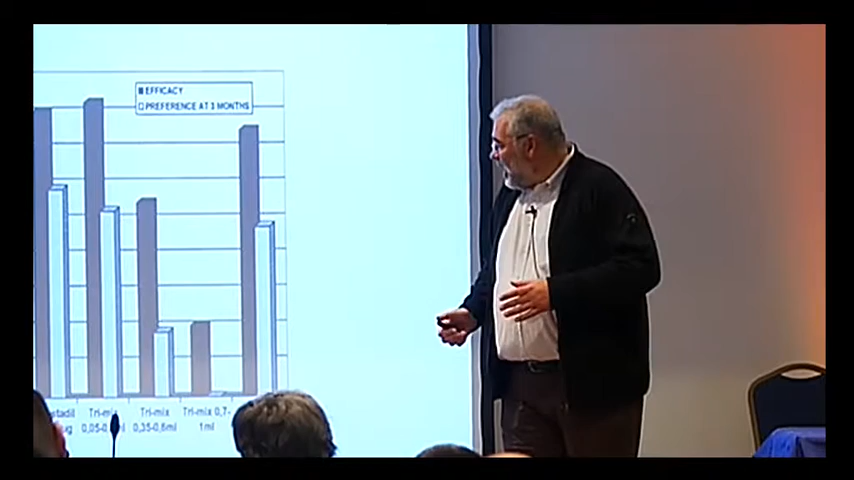 EFFICACY
PREFERENCE AT 3 MONTHS
Tri-mix Tri-mix Tri-mix 0,7-
0,35-0,6ml 1ml